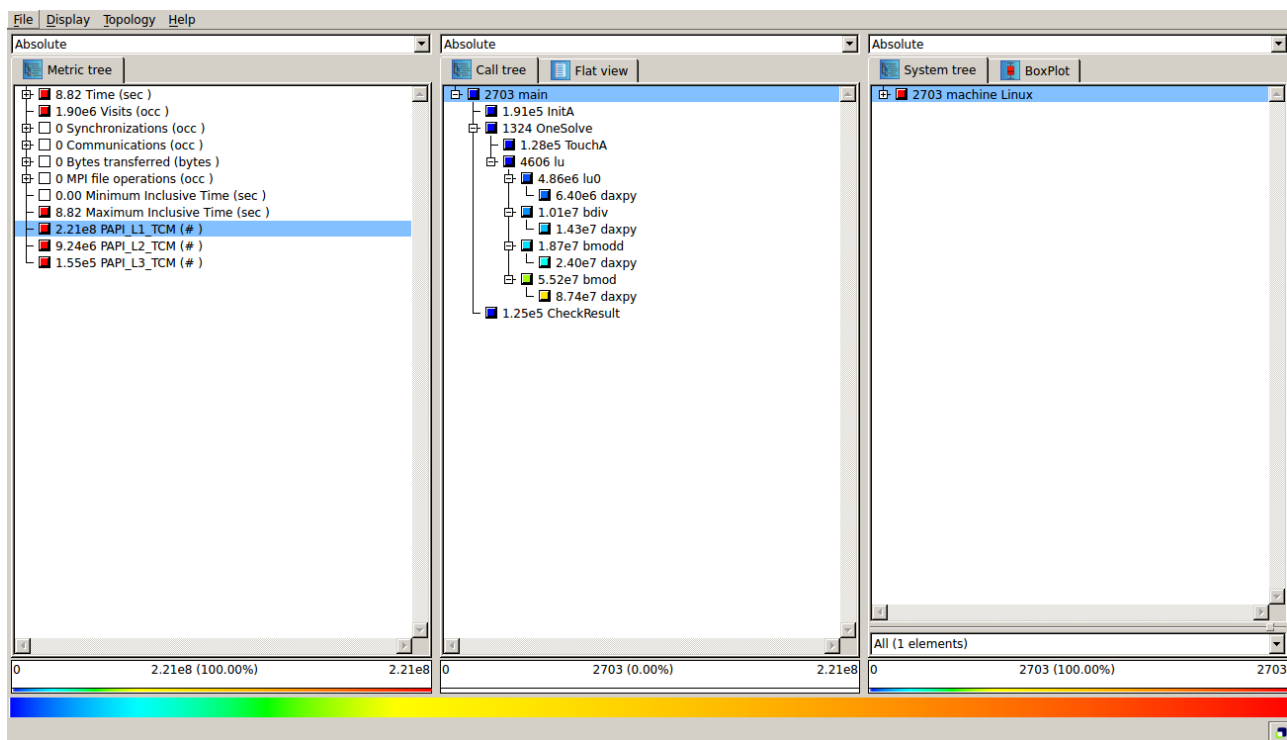 File Display Topology Help
Absolute
Metric tree
8.82 Time (sec )
1.90e6 Visits (occ )
0 Synchronizations (occ )
0 Communications (occ )
0 Bytes transferred (bytes )
0 MPI file operations (occ )
0.00 Minimum Inclusive Time (sec )
8.82 Maximum Inclusive Time (sec )
2.21e8 PAPI_L1_TCM (# )
9.24e6 PAPI_L2_TCM (# )
1.55e5 PAPI_L3_TCM (# )
0 2.21e8 (100.00%) 2.21e8
Absolute
Call tree Flat view
2703 main
1.91e5 InitA
1324 OneSolve
1.28e5 TouchA
4606 lu
4.86e6 lu0
6.40e6 daxpy
1.01e7 bdiv
1.43e7 daxpy
1.87e7 bmodd
2.40e7 daxpy
5.52e7 bmod
8.74e7 daxpy
1.25e5 CheckResult
0 2703 (0.00%) 2.21e8
Absolute
System tree BoxPlot
2703 machine Linux
All (1 elements)
0 2703 (100.00%) 2703